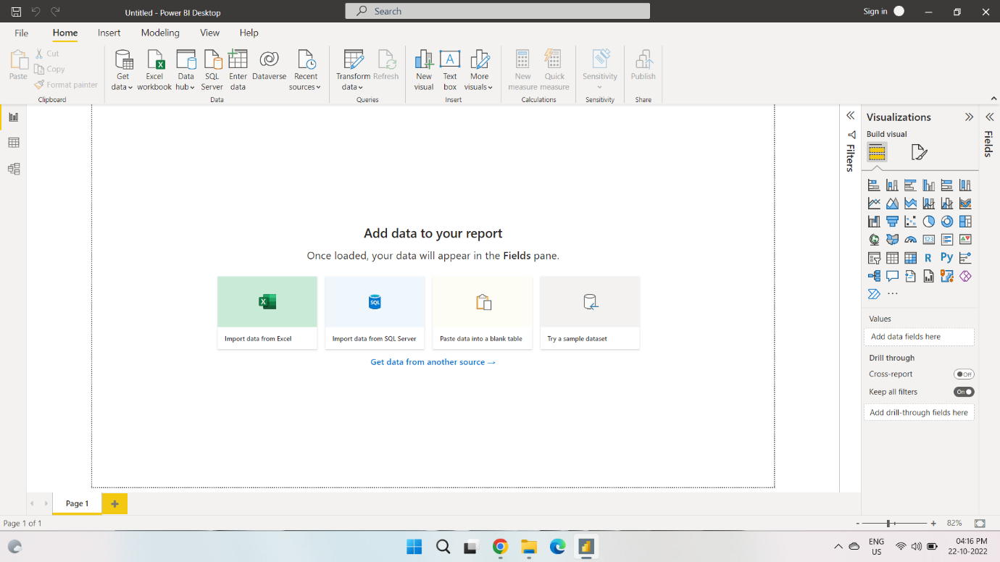 Untitled - Power BI Desktop
Search
Sign in
File Home Insert Modeling View Help
Paste
Cut
Copy
Format painter
Clipboard
Get data
Excel workbook
Data hub
SQL Server
Enter data
Dataverse
Recent sources
Data
Transform data
Refresh
Queries
New visual
Text box
More visuals
Insert
New measure
Quick measure
Calculations
Sensitivity
Sensitivity
Publish
Share
Filters
Visualizations
Build visual
Fields
123
R
Py
Add data to your report
Once loaded, your data will appear in the Fields pane.
SQL
Import data from Excel
Import data from SQL Server
Paste data into a blank table
Try a sample dataset
Get data from another source →
Values
Add data fields here
Drill through
Cross-report Off
Keep all filters On
Add drill-through fields here
Page 1
Page 1 of 1
- + 82%
ENG
US
04:16 PM
22-10-2022